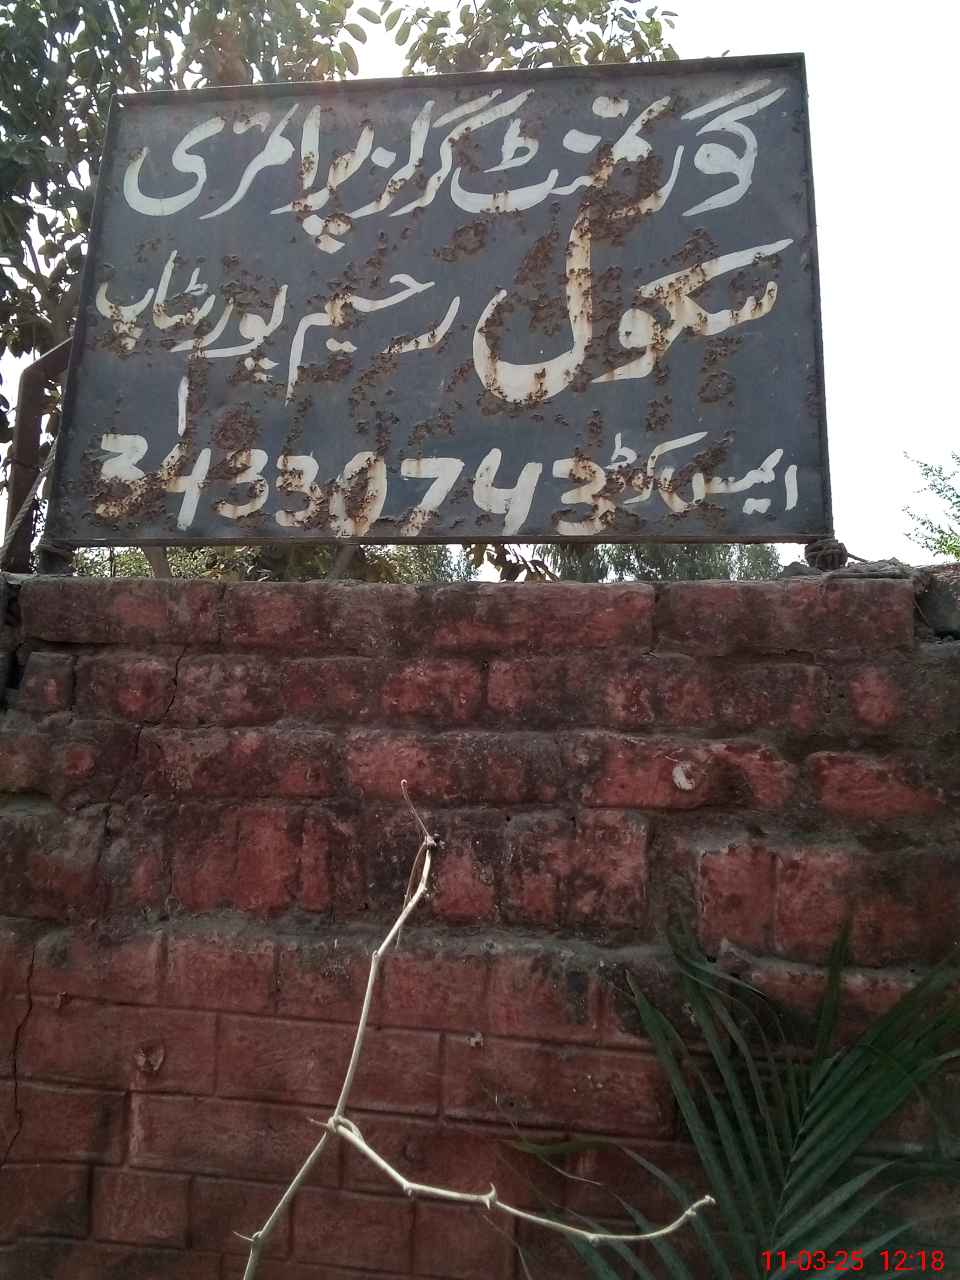 گورنمنٹ گرلز پرائمری
سکول رحیم پور ٹاپ
ایمس کوڈ 34330743
11-03-25 12:18